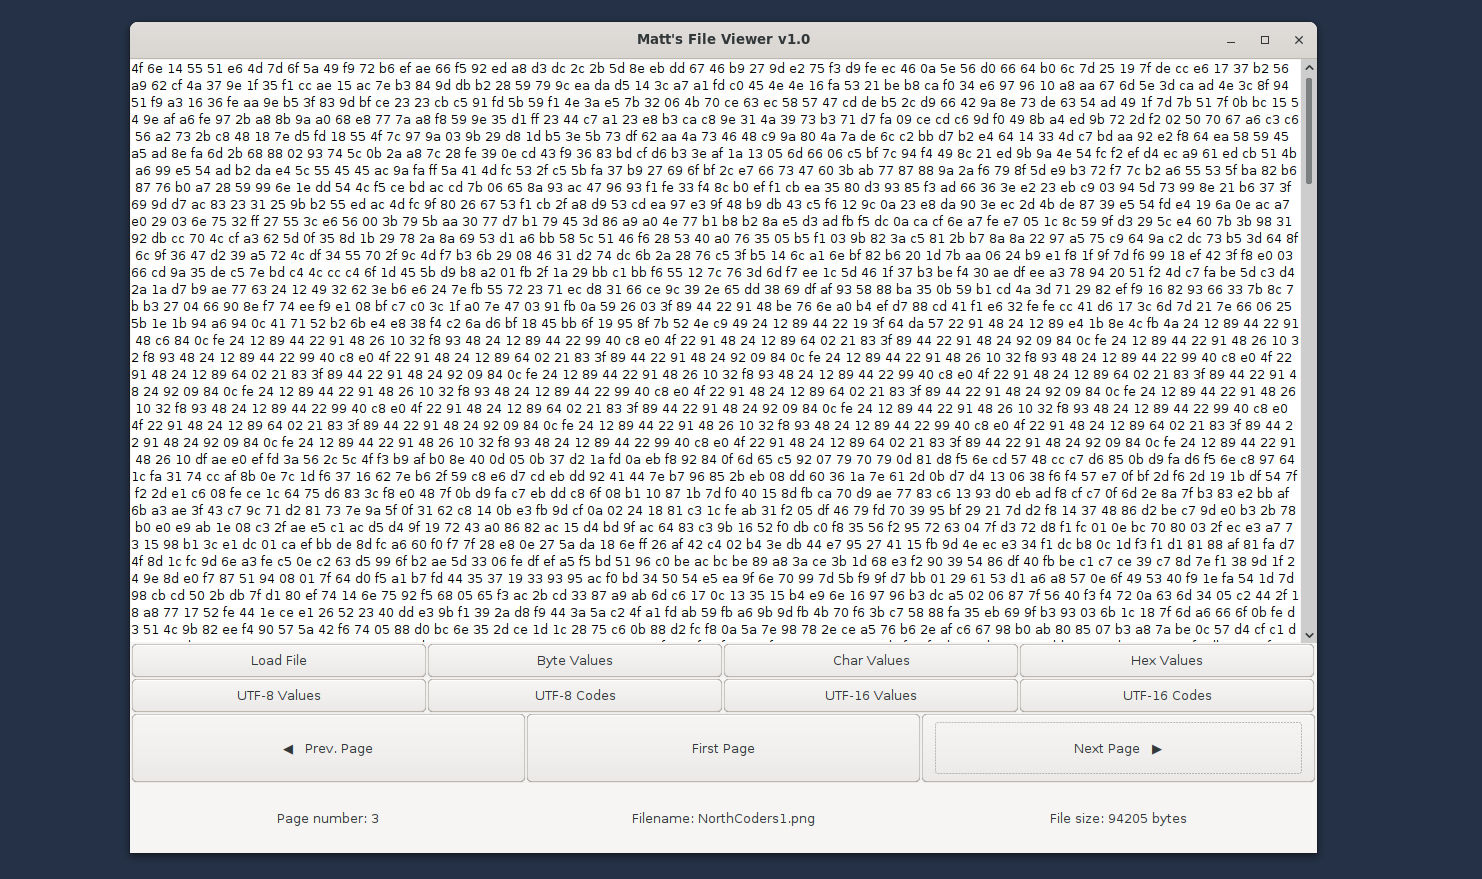 Matt's File Viewer v1.0
4f 6e 14 55 51 e6 4d 7d 6f 5a 49 f9 72 b6 ef ae 66 f5 92 ed a8 d3 dc 2c 2b 5d 8e eb dd 67 46 b9 27 9d e2 75 f3 d9 fe ec 46 0a 5e 56 d0 66 64 b0 6c 7d 25 19 7f de cc e6 17 37 b2 56
a9 62 cf 4a 37 9e 1f 35 f1 cc ae 15 ac 7e b3 84 9d db b2 28 59 79 9c ea da d5 14 3c a7 a1 fd c0 45 4e 4e 16 fa 53 21 be b8 ca f0 34 e6 97 96 10 a8 aa 67 6d 5e 3d ca ad 4e 3c 8f 94
51 f9 a3 16 36 fe aa 9e b5 3f 83 9d bf ce 23 23 cb c5 91 fd 5b 59 f1 4e 3a e5 7b 32 06 4b 70 ce 63 ec 58 57 47 cd de b5 2c d9 66 42 9a 8e 73 de 63 54 ad 49 1f 7d 7b 51 7f 0b bc 15 5
4 9e af a6 fe 97 2b a8 8b 9a a0 68 e8 77 7a a8 f8 59 9e 35 d1 ff 23 44 c7 a1 23 e8 b3 ca c8 9e 31 4a 39 73 b3 71 d7 fa 09 ce cd c6 9d f0 49 8b a4 ed 9b 72 2d f2 02 50 70 67 a6 c3 c6
56 a2 73 2b c8 48 18 7e d5 fd 18 55 4f 7c 97 9a 03 9b 29 d8 1d b5 3e 5b 73 df 62 aa 4a 73 46 48 c9 9a 80 4a 7a de 6c c2 bb d7 b2 e4 64 14 33 4d c7 bd aa 92 e2 f8 64 ea 58 59 45
a5 ad 8e fa 6d 2b 68 88 02 93 74 5c 0b 2a a8 7c 28 fe 39 0e cd 43 f9 36 83 bd cf d6 b3 3e af 1a 13 05 6d 66 06 c5 bf 7c 94 f4 49 8c 21 ed 9b 9a 4e 54 fc f2 ef d4 ec a9 61 ed cb 51 4b
a6 99 e5 54 ad b2 da e4 5c 55 45 45 ac 9a fa ff 5a 41 4d fc 53 2f c5 5b fa 37 b9 27 69 6f bf 2c e7 66 73 47 60 3b ab 77 87 88 9a 2a f6 79 8f 5d e9 b3 72 f7 7c b2 a6 55 53 5f ba 82 b6
87 76 b0 a7 28 59 99 6e 1e dd 54 4c f5 ce bd ac cd 7b 06 65 8a 93 ac 47 96 93 f1 fe 33 f4 8c b0 ef f1 cb ea 35 80 d3 93 85 f3 ad 66 36 3e e2 23 eb c9 03 94 5d 73 99 8e 21 b6 37 3f
69 9d d7 ac 83 23 31 25 9b b2 55 ed ac 4d fc 9f 80 26 67 53 f1 cb 2f a8 d9 53 cd ea 97 e3 9f 48 b9 db 43 c5 f6 12 9c 0a 23 e8 da 90 3e ec 2d 4b de 87 39 e5 54 fd e4 19 6a 0e ac a7
e0 29 03 6e 75 32 ff 27 55 3c e6 56 00 3b 79 5b aa 30 77 d7 b1 79 45 3d 86 a9 a0 4e 77 b1 b8 b2 8a e5 d3 ad fb f5 dc 0a ca cf 6e a7 fe e7 05 1c 8c 59 9f d3 29 5c e4 60 7b 3b 98 31
92 db cc 70 4c cf a3 62 5d 0f 35 8d 1b 29 78 2a 8a 69 53 d1 a6 bb 58 5c 51 46 f6 28 53 40 a0 76 35 05 b5 f1 03 9b 82 3a c5 81 2b b7 8a 8a 22 97 a5 75 c9 64 9a c2 dc 73 b5 3d 64 8f
6c 9f 36 47 d2 39 a5 72 4c df 34 55 70 2f 9c 4d f7 b3 6b 29 08 46 31 d2 74 dc 6b 2a 28 76 c5 3f b5 14 6c a1 6e bf 82 b6 20 1d 7b aa 06 24 b9 e1 f8 1f 9f 7d f6 99 18 ef 42 3f f8 e0 03
66 cd 9a 35 de c5 7e bd c4 4c cc c4 6f 1d 45 5b d9 b8 a2 01 fb 2f 1a 29 bb c1 bb f6 55 12 7c 76 3d 6d f7 ee 1c 5d 46 1f 37 b3 be f4 30 ae df ee a3 78 94 20 51 f2 4d c7 fa be 5d c3 d4
2a 1a d7 b9 ae 77 63 24 12 49 32 62 3e b6 e6 24 7e fb 55 72 23 71 ec d8 31 66 ce 9c 39 2e 65 dd 38 69 df af 93 58 88 ba 35 0b 59 b1 cd 4a 3d 71 29 82 ef f9 16 82 93 66 33 7b 8c 7
b b3 27 04 66 90 8e f7 74 ee f9 e1 08 bf c7 c0 3c 1f a0 7e 47 03 91 fb 0a 59 26 03 3f 89 44 22 91 48 be 76 6e a0 b4 ef d7 88 cd 41 f1 e6 32 fe fe cc 41 d6 17 3c 6d 7d 21 7e 66 06 25
5b 1e 1b 94 a6 94 0c 41 71 52 b2 6b e4 e8 38 f4 c2 6a d6 bf 18 45 bb 6f 19 95 8f 7b 52 4e c9 49 24 12 89 44 22 19 3f 64 da 57 22 91 48 24 12 89 e4 1b 8e 4c fb 4a 24 12 89 44 22 91
48 c6 84 0c fe 24 12 89 44 22 91 48 26 10 32 f8 93 48 24 12 89 44 22 99 40 c8 e0 4f 22 91 48 24 12 89 64 02 21 83 3f 89 44 22 91 48 24 92 09 84 0c fe 24 12 89 44 22 91 48 26 10 3
2 f8 93 48 24 12 89 44 22 99 40 c8 e0 4f 22 91 48 24 12 89 64 02 21 83 3f 89 44 22 91 48 24 92 09 84 0c fe 24 12 89 44 22 91 48 26 10 32 f8 93 48 24 12 89 44 22 99 40 c8 e0 4f 22
91 48 24 12 89 64 02 21 83 3f 89 44 22 91 48 24 92 09 84 0c fe 24 12 89 44 22 91 48 26 10 32 f8 93 48 24 12 89 44 22 99 40 c8 e0 4f 22 91 48 24 12 89 64 02 21 83 3f 89 44 22 91 4
8 24 92 09 84 0c fe 24 12 89 44 22 91 48 26 10 32 f8 93 48 24 12 89 44 22 99 40 c8 e0 4f 22 91 48 24 12 89 64 02 21 83 3f 89 44 22 91 48 24 92 09 84 0c fe 24 12 89 44 22 91 48 26
10 32 f8 93 48 24 12 89 44 22 99 40 c8 e0 4f 22 91 48 24 12 89 64 02 21 83 3f 89 44 22 91 48 24 92 09 84 0c fe 24 12 89 44 22 91 48 26 10 32 f8 93 48 24 12 89 44 22 99 40 c8 e0
4f 22 91 48 24 12 89 64 02 21 83 3f 89 44 22 91 48 24 92 09 84 0c fe 24 12 89 44 22 91 48 26 10 32 f8 93 48 24 12 89 44 22 99 40 c8 e0 4f 22 91 48 24 12 89 64 02 21 83 3f 89 44 2
2 91 48 24 92 09 84 0c fe 24 12 89 44 22 91 48 26 10 32 f8 93 48 24 12 89 44 22 99 40 c8 e0 4f 22 91 48 24 12 89 64 02 21 83 3f 89 44 22 91 48 24 92 09 84 0c fe 24 12 89 44 22 91
48 26 10 df ae e0 ef fd 3a 56 2c 5c 4f f3 b9 af b0 8e 40 0d 05 0b 37 d2 1a fd 0a eb f8 92 84 0f 6d 65 c5 92 07 79 70 79 0d 81 d8 f5 6e cd 57 48 cc c7 d6 85 0b d9 fa d6 f5 6e c8 97 64
1c fa 31 74 cc af 8b 0e 7c 1d f6 37 16 62 7e b6 2f 59 c8 e6 d7 cd eb dd 92 41 44 7e b7 96 85 2b eb 08 dd 60 36 1a 7e 61 2d 0b d7 d4 13 06 38 f6 f4 57 e7 0f bf 2d f6 2d 19 1b df 54 7f
f2 2d e1 c6 08 fe ce 1c 64 75 d6 83 3c f8 e0 48 7f 0b d9 fa c7 eb dd c8 6f 08 b1 10 87 1b 7d f0 40 15 8d fb ca 70 d9 ae 77 83 c6 13 93 d0 eb ad f8 cf c7 0f 6d 2e 8a 7f b3 83 e2 bb af
6b a3 ae 3f 43 c7 9c 71 d2 81 73 7e 9a 5f 0f 31 62 c8 14 0b e3 fb 9d cf 0a 02 24 18 81 c3 1c fe ab 31 f2 05 df 46 79 fd 70 39 95 bf 29 21 7d d2 f8 14 37 48 86 d2 be c7 9d e0 b3 2b 78
b0 e0 e9 ab 1e 08 c3 2f ae e5 c1 ac d5 d4 9f 19 72 43 a0 86 82 ac 15 d4 bd 9f ac 64 83 c3 9b 16 52 f0 db c0 f8 35 56 f2 95 72 63 04 7f d3 72 d8 f1 fc 01 0e bc 70 80 03 2f ec e3 a7 7
3 15 98 b1 3c e1 dc 01 ca ef bb de 8d fc a6 60 f0 f7 7f 28 e8 0e 27 5a da 18 6e ff 26 af 42 c4 02 b4 3e db 44 e7 95 27 41 15 fb 9d 4e ec e3 34 f1 dc b8 0c 1d f3 f1 d1 81 88 af 81 fa d7
4f 8d 1c fc 9d 6e a3 fe c5 0e c2 63 d5 99 6f b2 ae 5d 33 06 fe df ef a5 f5 bd 51 96 c0 be ac bc be 89 a8 3a ce 3b 1d 68 e3 f2 90 39 54 86 df 40 fb be c1 c7 ce 39 c7 8d 7e f1 38 9d 1f 2
4 9e 8d e0 f7 87 51 94 08 01 7f 64 d0 f5 a1 b7 fd 44 35 37 19 33 93 95 ac f0 bd 34 50 54 e5 ea 9f 6e 70 99 7d 5b f9 9f d7 bb 01 29 61 53 d1 a6 a8 57 0e 6f 49 53 40 f9 1e fa 54 1d 7d
98 cb cd 50 2b db 7f d1 80 ef 74 14 6e 75 92 f5 68 05 65 f3 ac 2b cd 33 87 a9 ab 6d c6 17 0c 13 35 15 b4 e9 6e 16 97 96 b3 dc a5 02 06 87 7f 56 40 f3 f4 72 0a 63 6d 34 05 c2 44 2f 1
8 a8 77 17 52 fe 44 1e ce e1 26 52 23 40 dd e3 9b f1 39 2a d8 f9 44 3a 5a c2 4f a1 fd ab 59 fb a6 9b 9d fb 4b 70 f6 3b c7 58 88 fa 35 eb 69 9f b3 93 03 6b 1c 18 7f 6d a6 66 6f 0b fe d
3 51 4c 9b 82 ee f4 90 57 5a 42 f6 74 05 88 d0 bc 6e 35 2d ce 1d 1c 28 75 c6 0b 88 d2 fc f8 0a 5a 7e 98 78 2e ce a5 76 b6 2e af c6 67 98 b0 ab 80 85 07 b3 a8 7a be 0c 57 d4 cf c1 d
Load File
Byte Values
Char Values
Hex Values
UTF-8 Values
UTF-8 Codes
UTF-16 Values
UTF-16 Codes
◀ Prev. Page
First Page
Next Page ▶
Page number: 3
Filename: NorthCoders1.png
File size: 94205 bytes